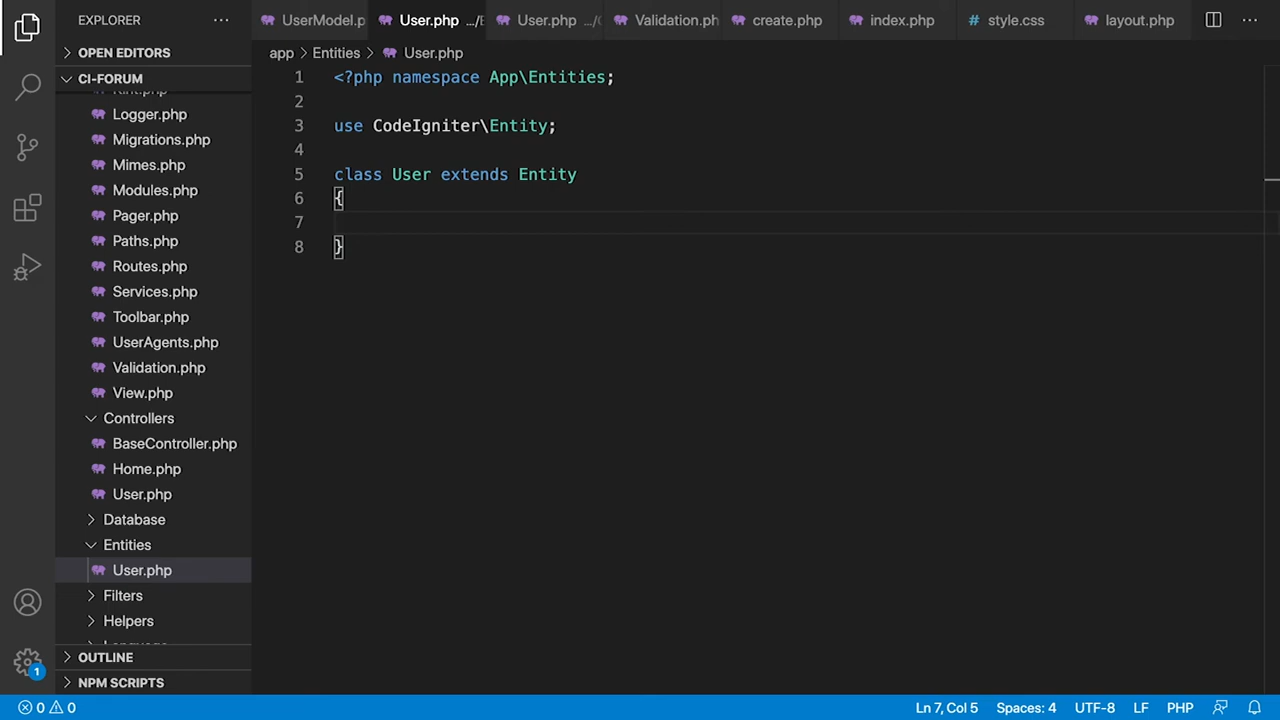 EXPLORER
OPEN EDITORS
CI-FORUM
Logger.php
Migrations.php
Mimes.php
Modules.php
Pager.php
Paths.php
Routes.php
Services.php
Toolbar.php
UserAgents.php
Validation.php
View.php
Controllers
BaseController.php
Home.php
User.php
Database
Entities
User.php
Filters
Helpers
OUTLINE
NPM SCRIPTS
1
UserModel.p User.php .../E User.php .../C Validation.ph create.php index.php # style.css layout.php
app > Entities > User.php
1 <?php namespace App\Entities;
2
3 use CodeIgniter\Entity;
4
5 class User extends Entity
6 {
7
8 }
0 0 Ln 7, Col 5 Spaces: 4 UTF-8 LF PHP